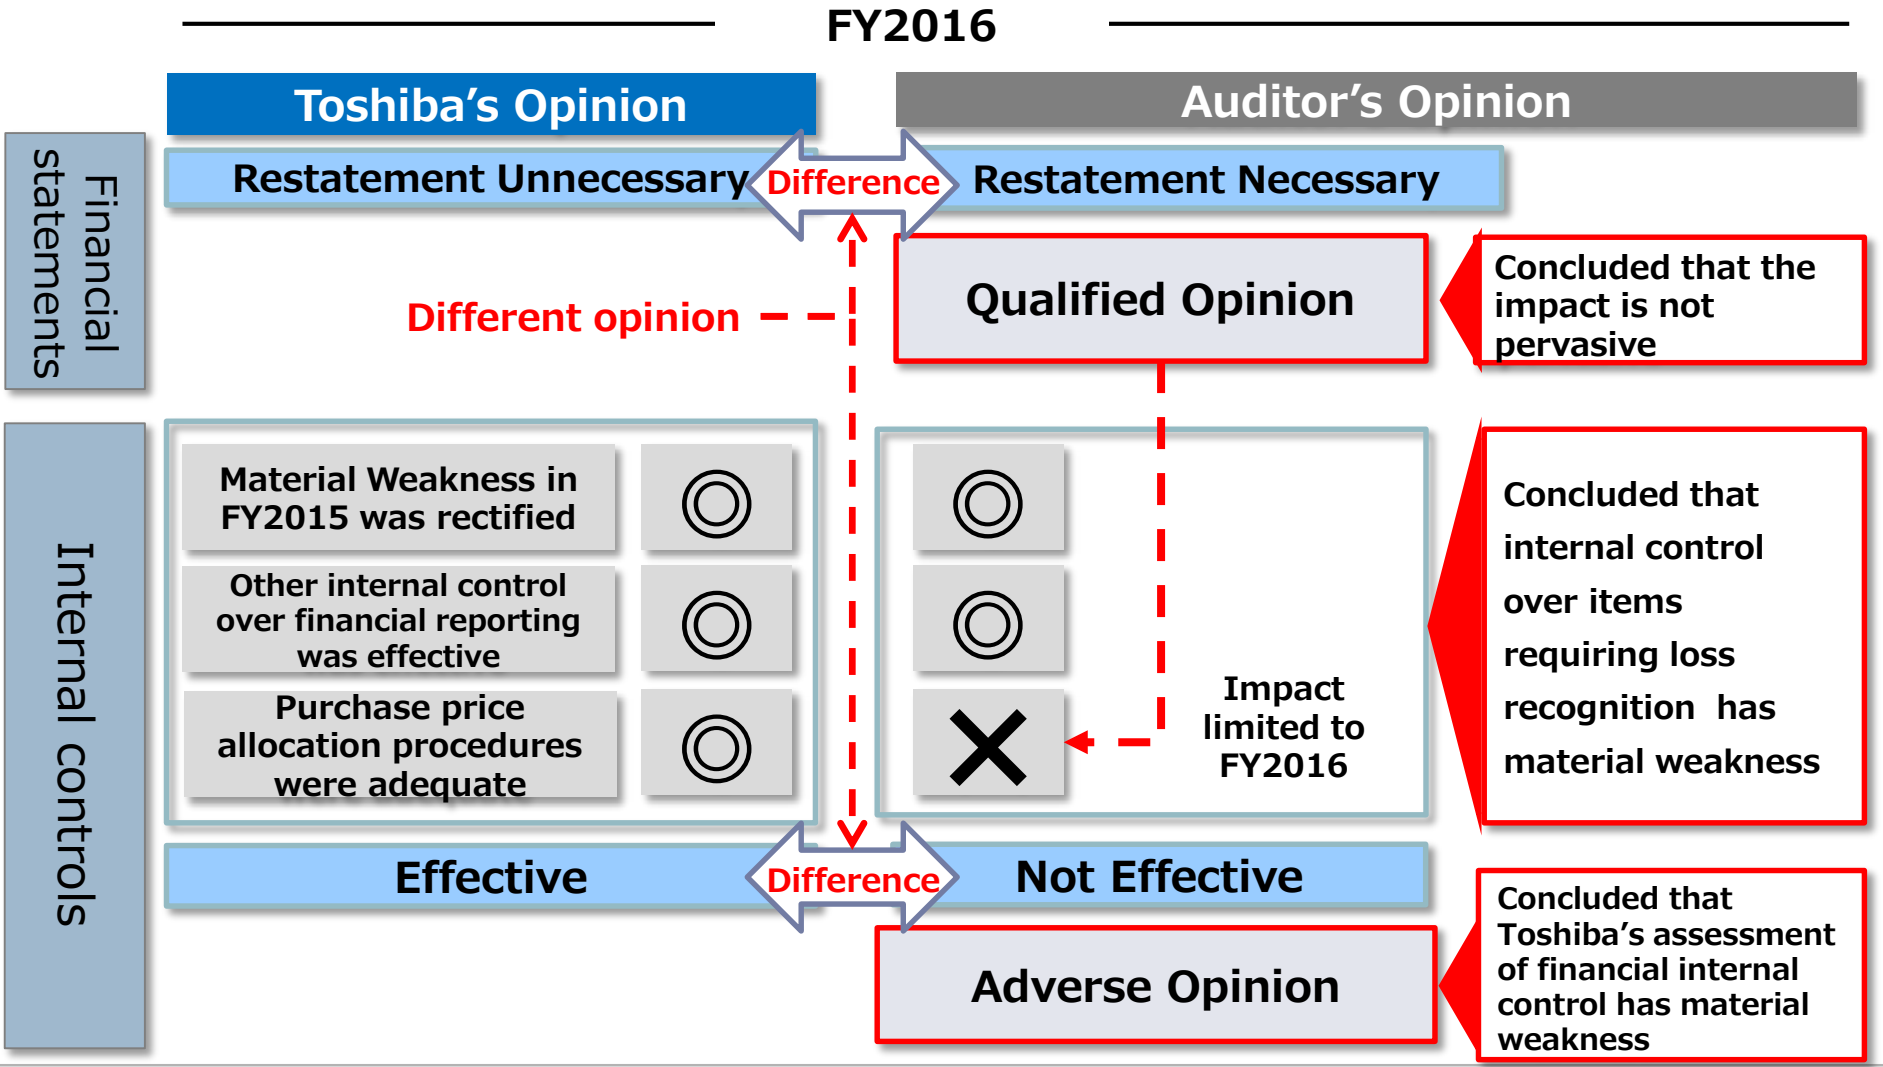 FY2016
Toshiba’s Opinion
Auditor’s Opinion
Financial
statements
Restatement Unnecessary
Difference
Restatement Necessary
Qualified Opinion
Concluded that the
impact is not
pervasive
Different opinion
Internal controls
Material Weakness in
FY2015 was rectified
Other internal control
over financial reporting
was effective
Purchase price
allocation procedures
were adequate
Impact
limited to
FY2016
Concluded that
internal control
over items
requiring loss
recognition has
material weakness
Effective
Difference
Not Effective
Adverse Opinion
Concluded that
Toshiba’s assessment
of financial internal
control has material
weakness